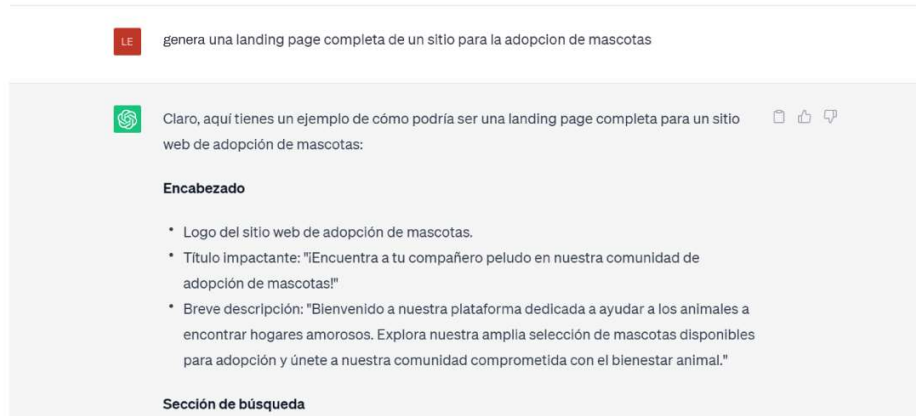 LE
genera una landing page completa de un sitio para la adopcion de mascotas
Claro, aquí tienes un ejemplo de cómo podría ser una landing page completa para un sitio
web de adopción de mascotas:
Encabezado
• Logo del sitio web de adopción de mascotas.
• Título impactante: "¡Encuentra a tu compañero peludo en nuestra comunidad de
adopción de mascotas!"
• Breve descripción: "Bienvenido a nuestra plataforma dedicada a ayudar a los animales a
encontrar hogares amorosos. Explora nuestra amplia selección de mascotas disponibles
para adopción y únete a nuestra comunidad comprometida con el bienestar animal."
Sección de búsqueda